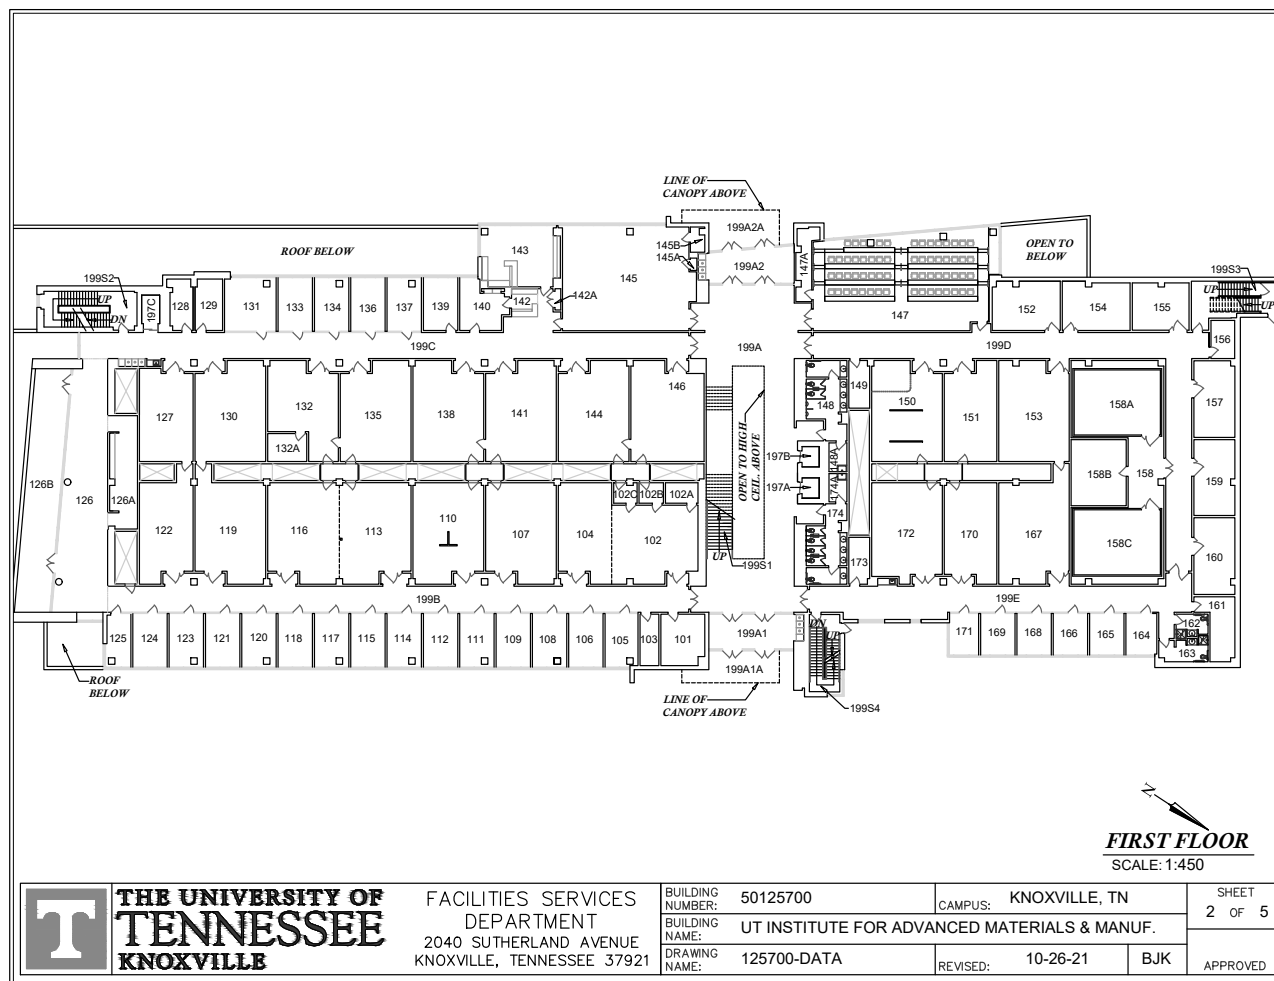 LINE OF
CANOPY ABOVE
199A2A
ROOF BELOW
143
145B
145A
145
199A2
147A
OPEN TO
BELOW
199S2
UP
DN
197C
128
129
131
133
134
136
137
139
140
142
142A
147
152
154
155
199S3
UP
UP
156
199C
199A
199D
127
130
132
132A
135
138
141
144
146
148
149
150
151
153
158A
157
OPEN TO HIGH
CEIL. ABOVE
197B
148A
197A
174A
174
158B
158
159
126B
126
126A
122
119
116
113
110
107
104
102C
102B
102A
102
UP
199S1
173
172
170
167
158C
160
199B
199E
161
125
124
123
121
120
118
117
115
114
112
111
109
108
106
105
103
101
199A1
199A1A
DN
UP
171
169
168
166
165
164
162
163
ROOF
BELOW
LINE OF
CANOPY ABOVE
199S4
N
FIRST FLOOR
SCALE: 1:450
T
THE UNIVERSITY OF
TENNESSEE
KNOXVILLE
FACILITIES SERVICES
DEPARTMENT
2040 SUTHERLAND AVENUE
KNOXVILLE, TENNESSEE 37921
BUILDING
NUMBER: 50125700
CAMPUS: KNOXVILLE, TN
BUILDING
NAME: UT INSTITUTE FOR ADVANCED MATERIALS & MANUF.
DRAWING
NAME: 125700-DATA
REVISED: 10-26-21 BJK
SHEET
2 OF 5
APPROVED